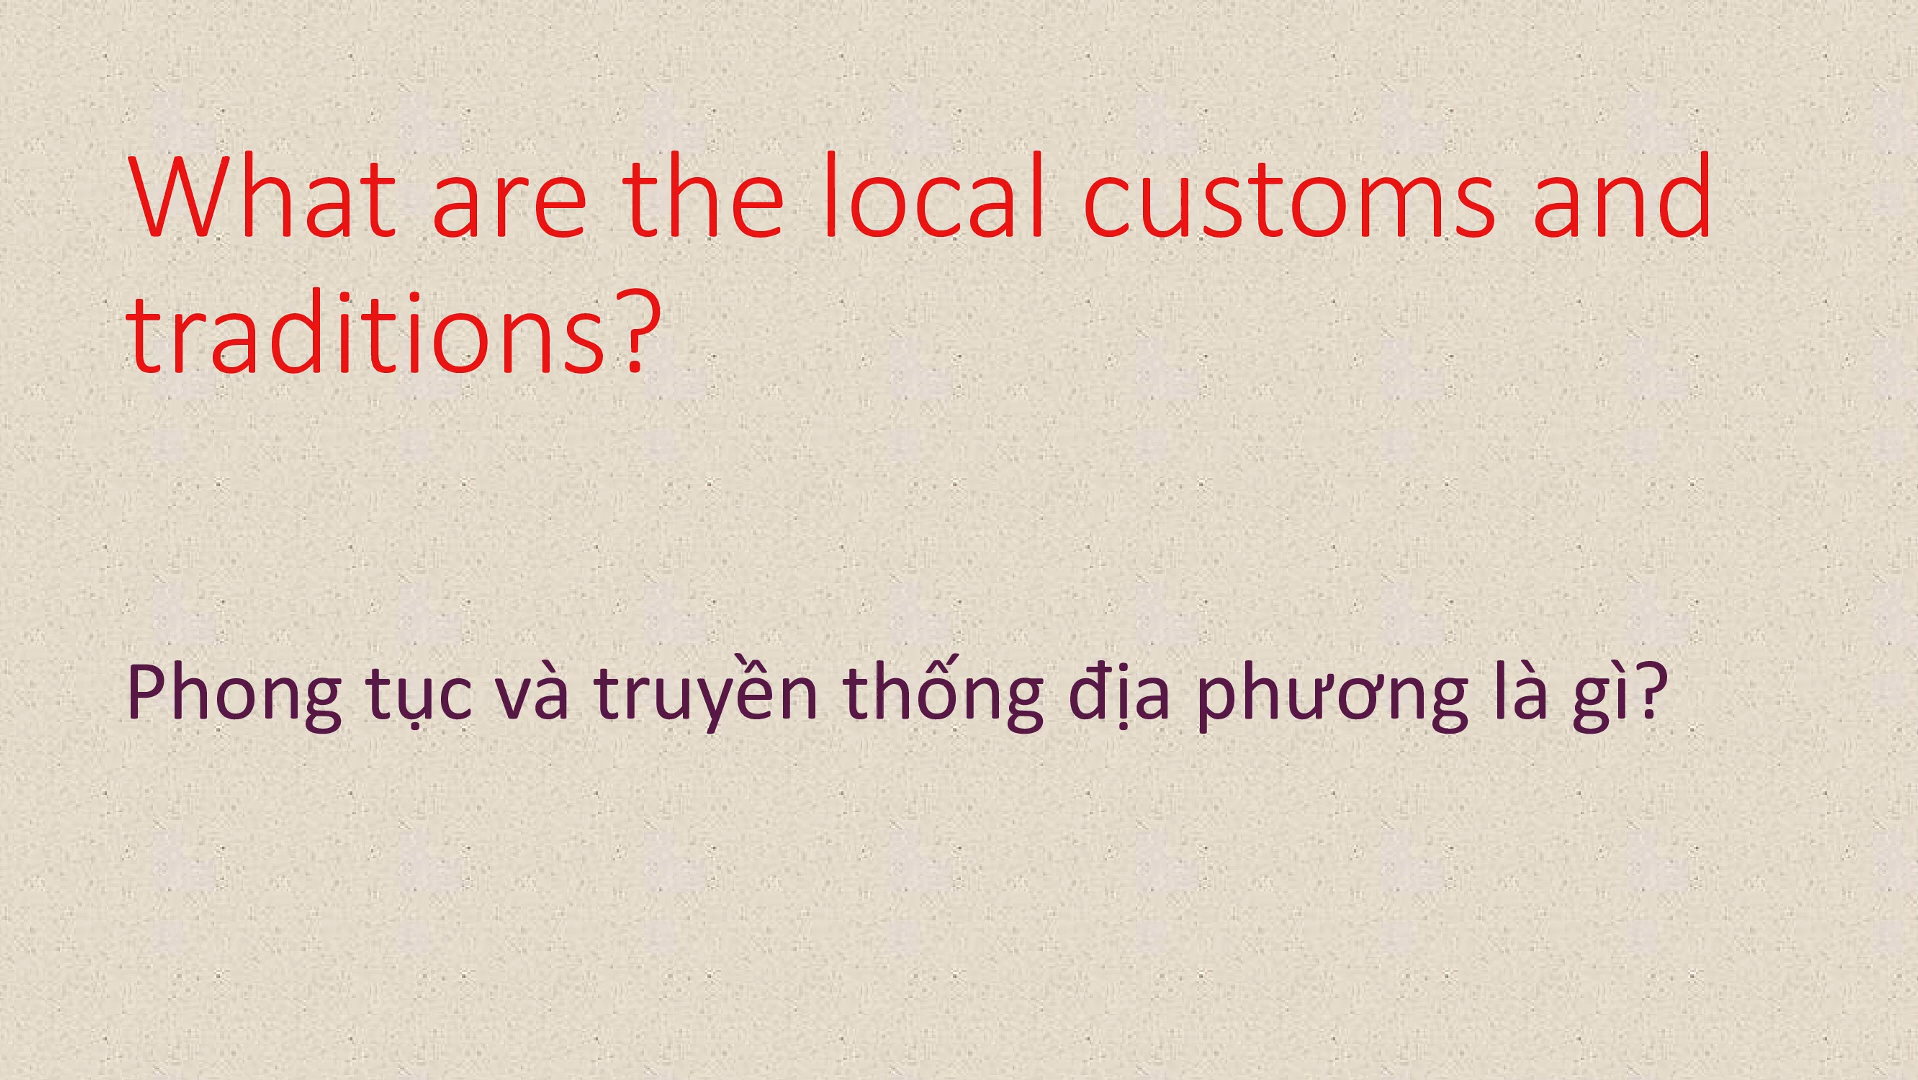 What are the local customs and
traditions?
Phong tục và truyền thống địa phương là gì?